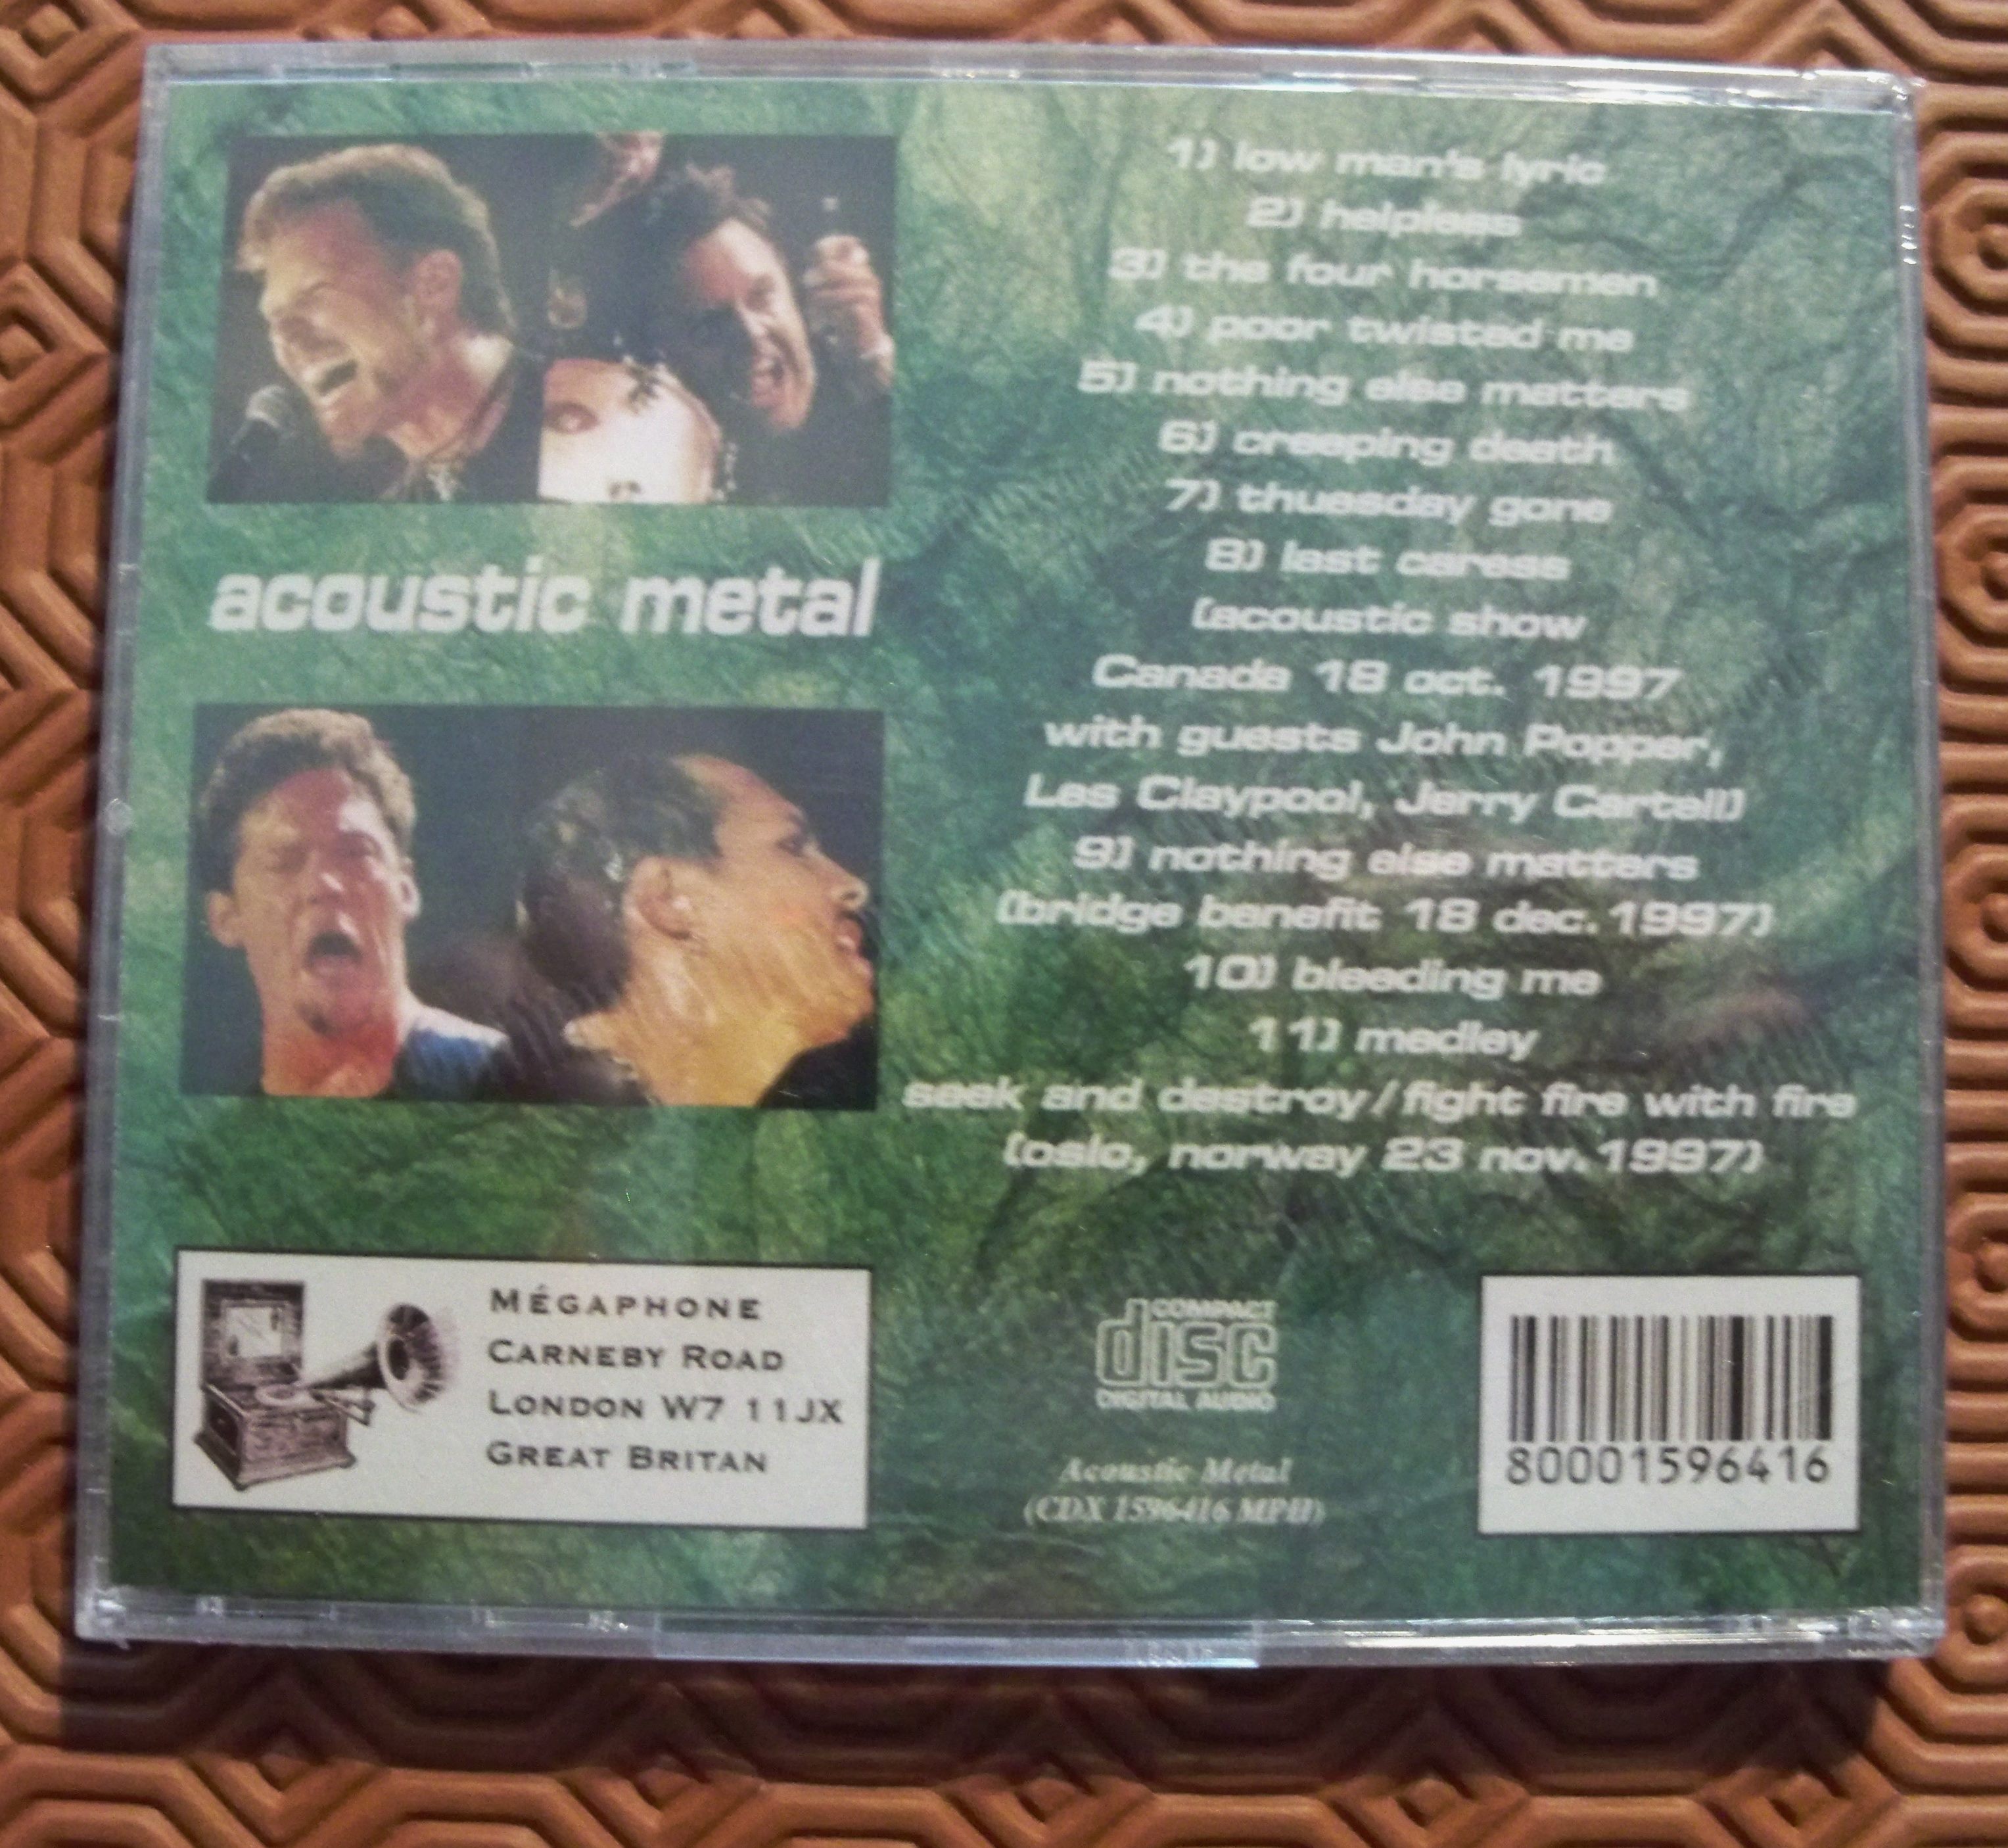 1) low man's lyric
2) helpless
3) the four horsemen
4) poor twisted me
5) nothing else matters
6) creeping death
7) thuesday gone
8) last caress
(acoustic show
Canada 18 oct. 1997
with guests John Popper,
Les Claypool, Jerry Cartell)
9) nothing else matters
(bridge benefit 18 dec. 1997)
10) bleeding me
11) medley
seek and destroy/fight fire with fire
(oslo, norway 23 nov. 1997)
acoustic metal
MÉGAPHONE
CARNEBY ROAD
LONDON W7 11JX
GREAT BRITAN
COMPACT
disc
DIGITAL AUDIO
Acoustic Metal
(CDX 1596416 MPH)
80001596416